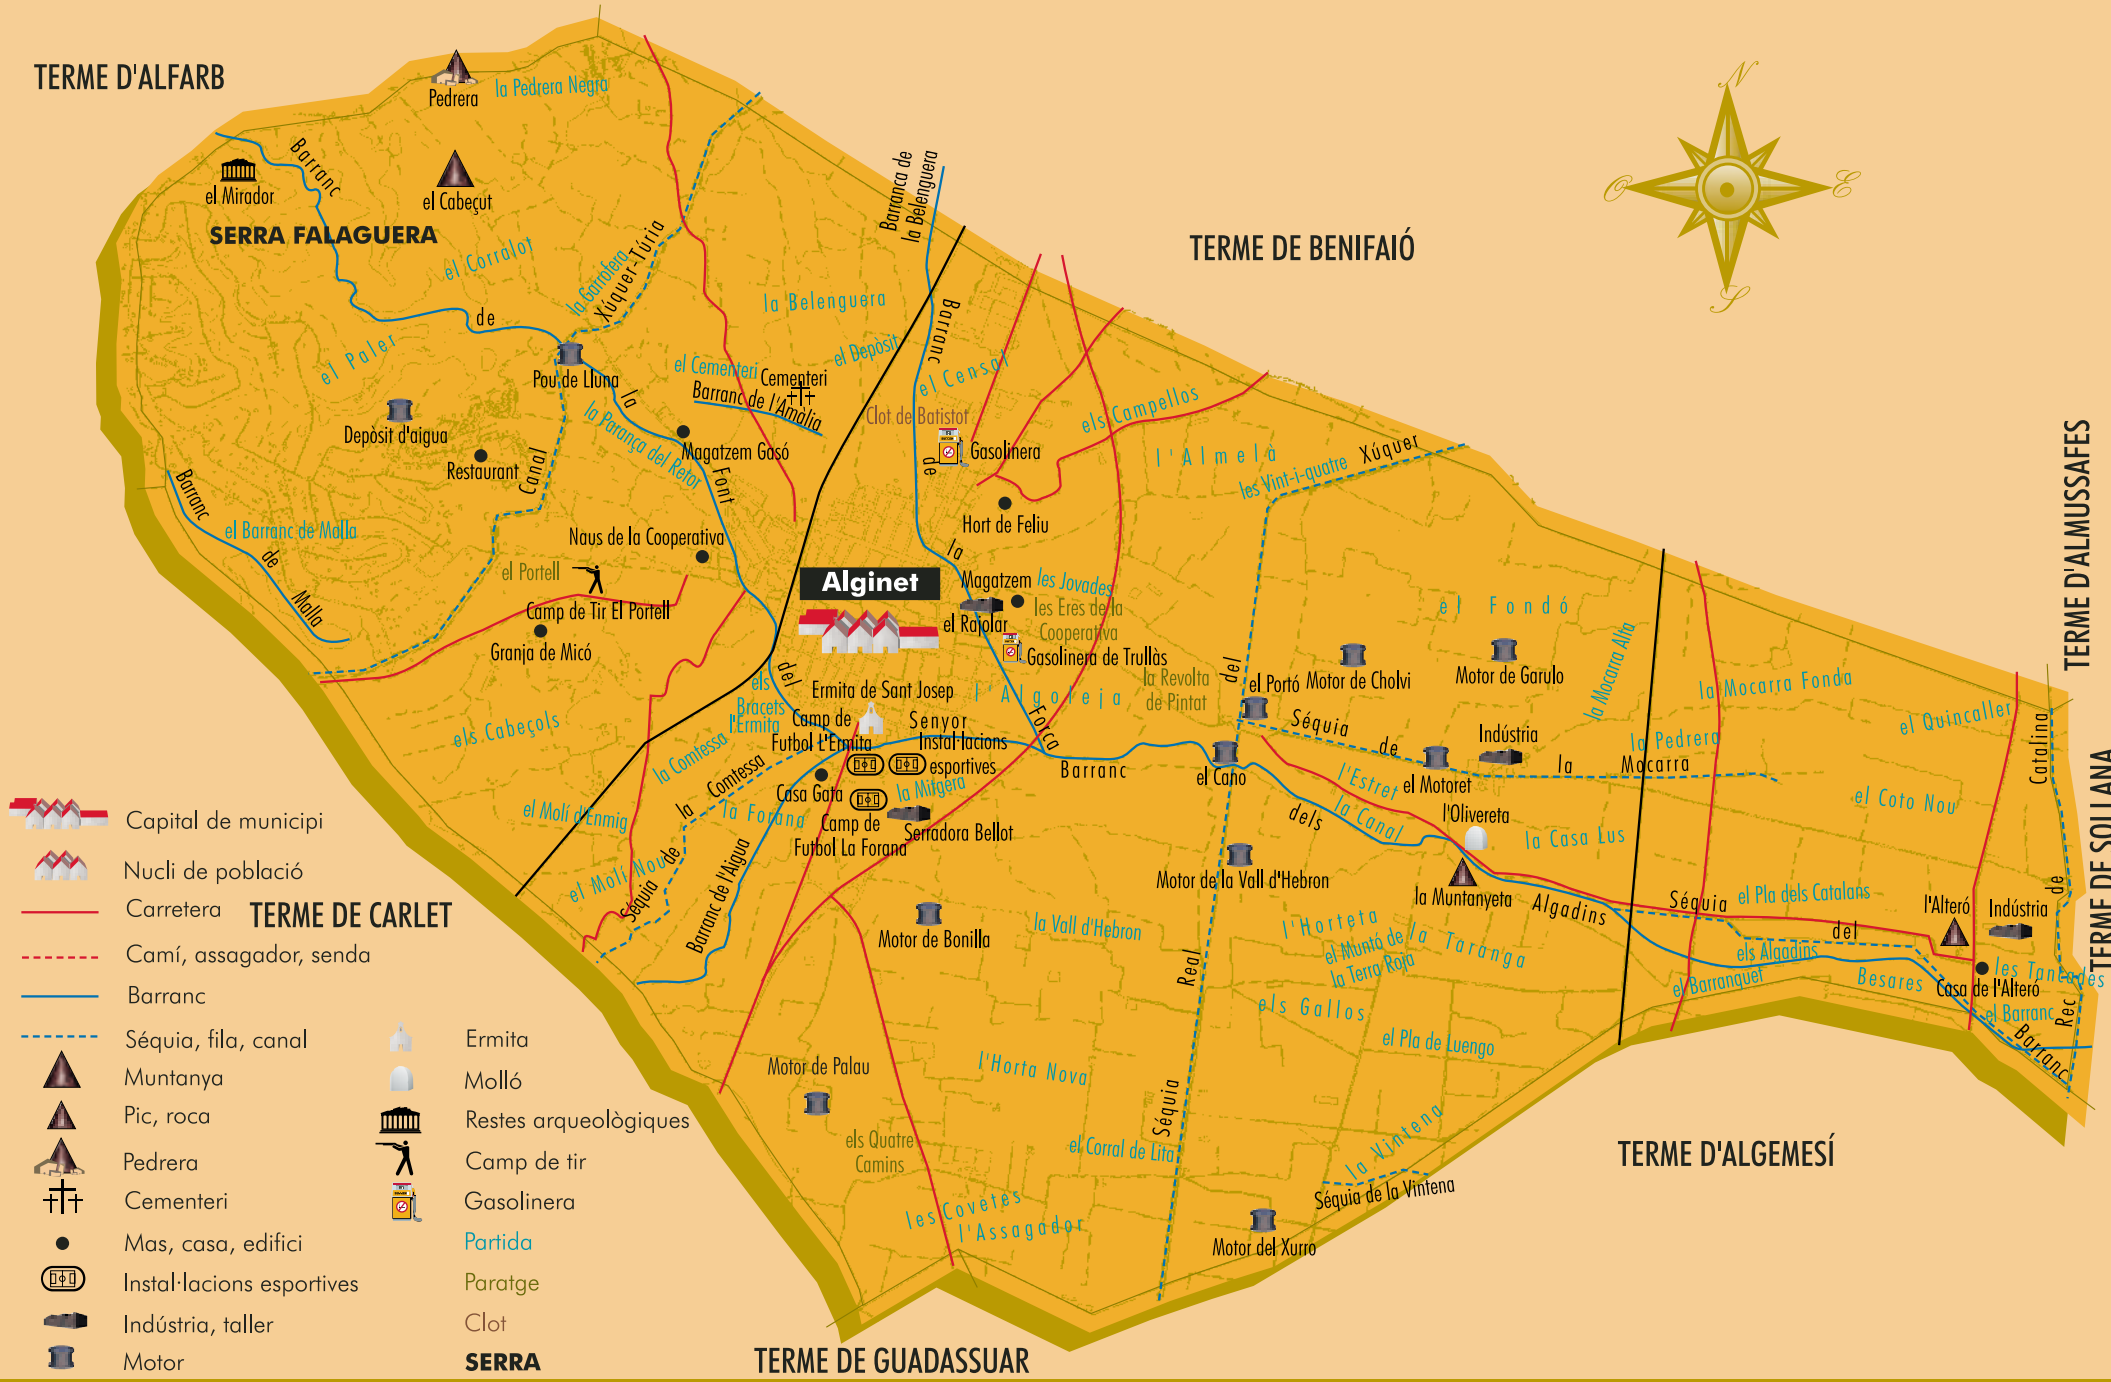 TERME D'ALFARB
Pedrera
la Pedrera Negra
Barranc
el Mirador
el Cabeçut
SERRA FALAGUERA
el Corralot
la Garrofera
Xúquer-Túria
Barranca de
la Belenguera
TERME DE BENIFAIÓ
N
E
S
O
la Belenguera
Barranc
de
el Paler
Pou de Lluna
el Cementeri
Cementeri
el Depòsit
Barranc de l'Amàlia
el Censal
Clot de Batistot
els Campellos
la
la Parança del Retor
Depòsit d'aigua
Restaurant
Canal
Magatzem Gasó
Font
de
Gasolinera
l'Almelà
les Vint-i-quatre
Xúquer
Barranc
de
Malla
el Barranc de Malla
Naus de la Cooperativa
Hort de Feliu
la
el Portell
Camp de Tir El Portell
Granja de Micó
Alginet
Magatzem
les Jovades
el Rajolar
les Eres de la
Cooperativa
Gasolinera de Trullàs
la Revolta
de Pintat
l'Algoleja
Forca
del
el Portó
Motor de Cholvi
Motor de Garulo
el Fondó
la Mocarra Alta
la Mocarra Fonda
el Quincaller
TERME D'ALMUSSAFES
TERME DE SOLLANA
els Cabeçols
del
els
Bracets
l'Ermita
Ermita de Sant Josep
Camp de
Futbol L'Ermita
Senyor
Instal·lacions
esportives
Barranc
el Caño
Séquia
de
la
Mocarra
Indústria
el Motoret
la Pedrera
Catalina
de
Rec
la Comtessa
Séquia
de
la
Comtessa
Casa Gata
la Mitgera
Camp de
Futbol La Forana
Serradora Bellot
la Forana
el Molí d'Enmig
el Molí Nou
Barranc de l'Aigua
l'Estret
la Canal
dels
l'Olivereta
la Casa Lus
el Coto Nou
Motor de la Vall d'Hebron
la Muntanyeta
Algadins
Séquia
el Pla dels Catalans
del
l'Alteró
Indústria
Motor de Bonilla
la Vall d'Hebron
l'Horteta
el Muntó de
la Terra Roja
la Taranga
els Algadins
el Barranquet
Besares
les Tancades
Casa de l'Alteró
el Barranc
Barranc
Real
els Gallos
el Pla de Luengo
Motor de Palau
l'Horta Nova
Séquia
els Quatre
Camins
el Corral de Lita
la Vintena
Séquia de la Vintena
les Covetes
l'Assagador
Motor del Xurro
TERME D'ALGEMESÍ
TERME DE GUADASSUAR
TERME DE CARLET
Capital de municipi
Nucli de població
Carretera
Camí, assagador, senda
Barranc
Séquia, fila, canal
Muntanya
Pic, roca
Pedrera
Cementeri
Mas, casa, edifici
Instal·lacions esportives
Indústria, taller
Motor
Ermita
Molló
Restes arqueològiques
Camp de tir
Gasolinera
Partida
Paratge
Clot
SERRA